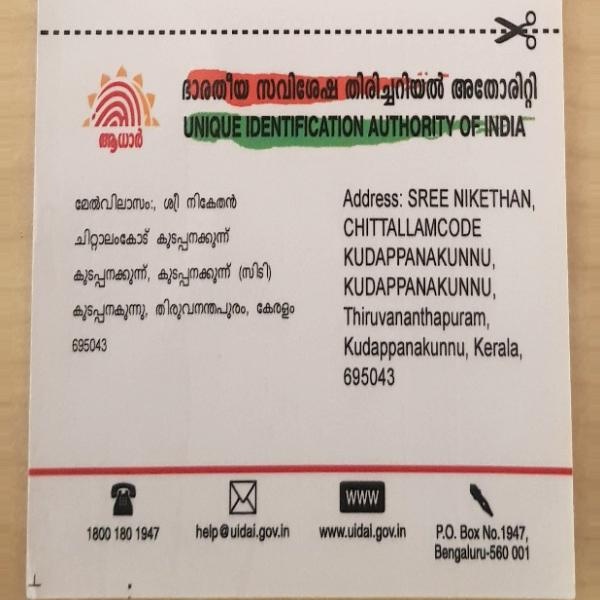 ഭാരതീയ സവിശേഷ തിരിച്ചറിയൽ അതോരിറ്റി
UNIQUE IDENTIFICATION AUTHORITY OF INDIA
ആധാർ
മേൽവിലാസം:, ശ്രീ നികേതൻ
ചിറ്റാലംകോട് കുടപ്പനക്കുന്ന്
കുടപ്പനക്കുന്ന്, കുടപ്പനക്കുന്ന് (സിടി)
കുടപ്പനകുന്നു, തിരുവനന്തപുരം, കേരളം
695043
Address: SREE NIKETHAN,
CHITTALLAMCODE
KUDAPPANAKUNNU,
KUDAPPANAKUNNU,
Thiruvananthapuram,
Kudappanakunnu, Kerala,
695043
1800 180 1947
help@uidai.gov.in
WWW
www.uidai.gov.in
P.O. Box No.1947,
Bengaluru-560 001